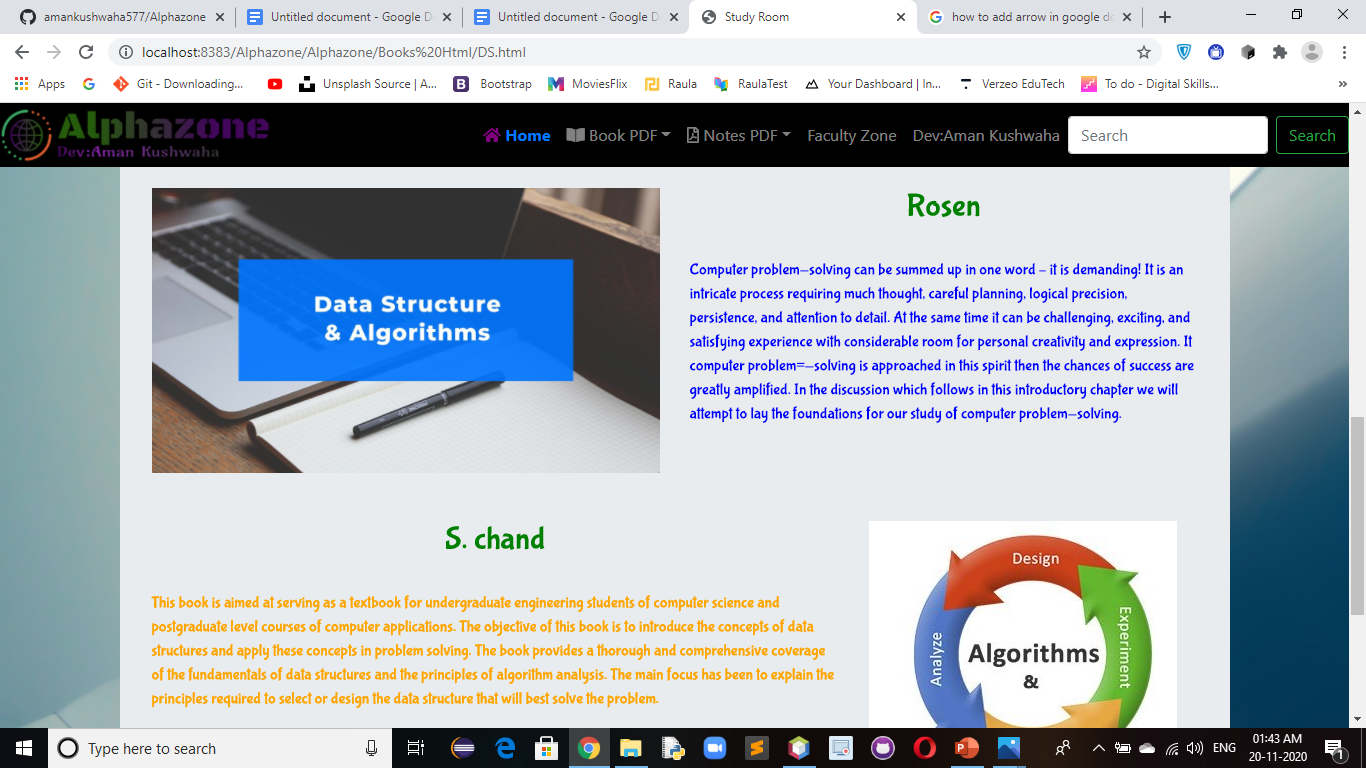 amankushwaha577/Alphazone
Untitled document - Google D
Untitled document - Google D
Study Room
how to add arrow in google do
localhost:8383/Alphazone/Alphazone/Books%20Html/DS.html
Apps
Git - Downloading...
Unsplash Source | A...
Bootstrap
MoviesFlix
Raula
RaulaTest
Your Dashboard | In...
Verzeo EduTech
To do - Digital Skills...
Alphazone
Dev:Aman Kushwaha
Home
Book PDF
Notes PDF
Faculty Zone
Dev:Aman Kushwaha
Search
Search
Data Structure
& Algorithms
Rosen
Computer problem-solving can be summed up in one word - it is demanding! It is an
intricate process requiring much thought, careful planning, logical precision,
persistence, and attention to detail. At the same time it can be challenging, exciting, and
satisfying experience with considerable room for personal creativity and expression. It
computer problem=-solving is approached in this spirit then the chances of success are
greatly amplified. In the discussion which follows in this introductory chapter we will
attempt to lay the foundations for our study of computer problem-solving.
S. chand
This book is aimed at serving as a textbook for undergraduate engineering students of computer science and
postgraduate level courses of computer applications. The objective of this book is to introduce the concepts of data
structures and apply these concepts in problem solving. The book provides a thorough and comprehensive coverage
of the fundamentals of data structures and the principles of algorithm analysis. The main focus has been to explain the
principles required to select or design the data structure that will best solve the problem.
Design
Experiment
Analyze
Algorithms
&
Type here to search
ENG
01:43 AM
20-11-2020
1